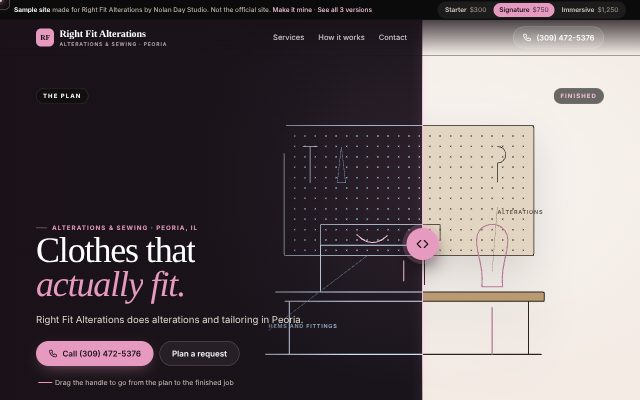 Sample site made for Right Fit Alterations by Nolan Day Studio. Not the official site. Make it mine · See all 3 versions
Starter $300 Signature $750 Immersive $1,250
RF Right Fit Alterations
ALTERATIONS & SEWING · PEORIA
Services How it works Contact
(309) 472-5376
THE PLAN
FINISHED
ALTERATIONS
ALTERATIONS & SEWING · PEORIA, IL
Clothes that
actually fit.
Right Fit Alterations does alterations and tailoring in Peoria.
HEMS AND FITTINGS
Call (309) 472-5376
Plan a request
Drag the handle to go from the plan to the finished job